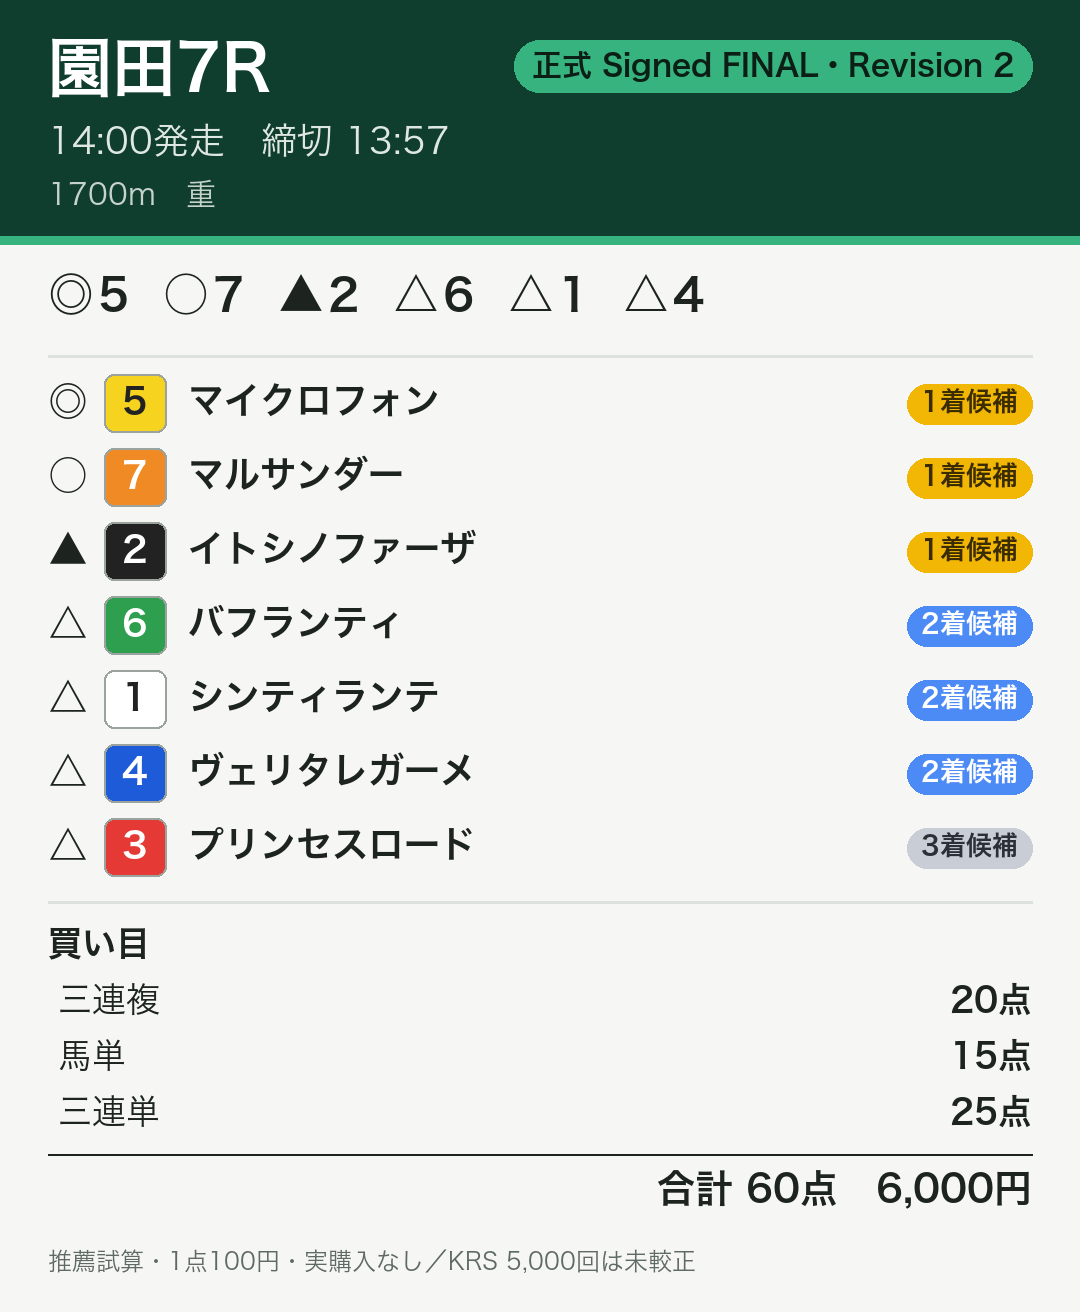 園田7R
正式 Signed FINAL・Revision 2
14:00発走　締切 13:57
1700m　重
◎5 ○7 ▲2 △6 △1 △4
◎ 5 マイクロフォン 1着候補
○ 7 マルサンダー 1着候補
▲ 2 イトシノファーザ 1着候補
△ 6 バフランティ 2着候補
△ 1 シンティランテ 2着候補
△ 4 ヴェリタレガーメ 2着候補
△ 3 プリンセスロード 3着候補
買い目
三連複 20点
馬単 15点
三連単 25点
合計 60点　6,000円
推薦試算・1点100円・実購入なし／KRS 5,000回は未較正